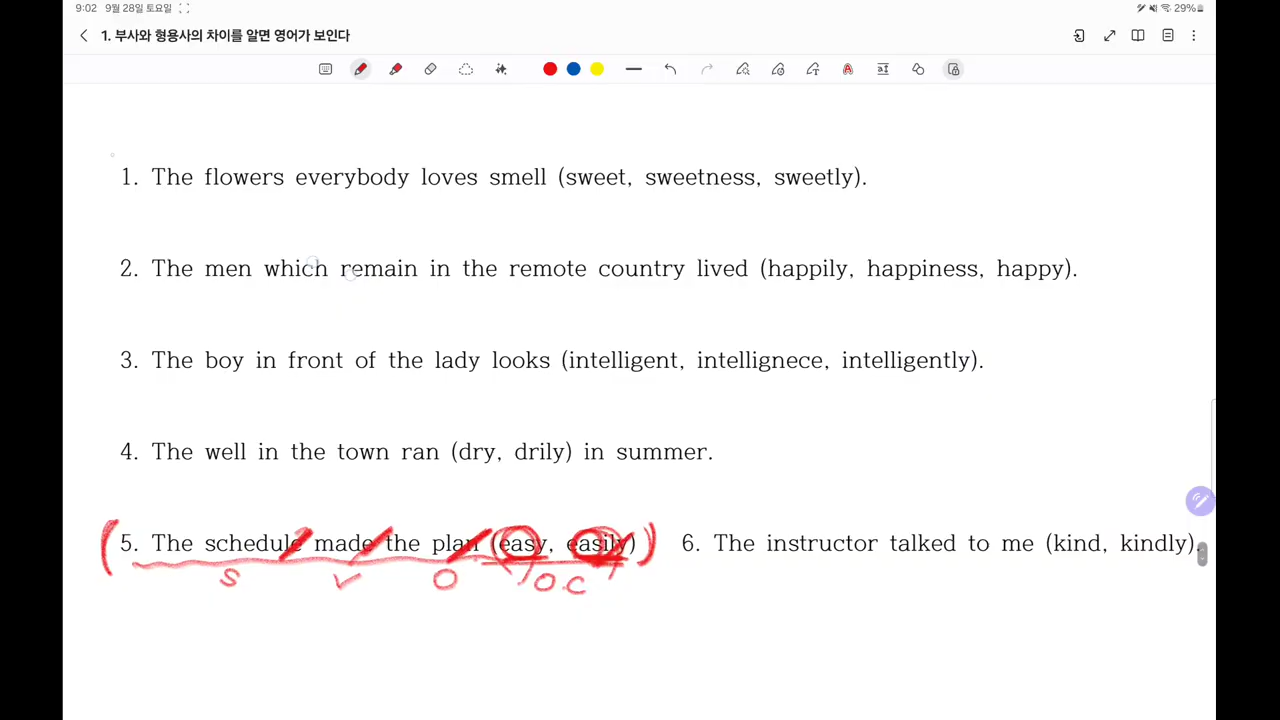 9:02 9월 28일 토요일 29%
1. 부사와 형용사의 차이를 알면 영어가 보인다
1. The flowers everybody loves smell (sweet, sweetness, sweetly).
2. The men which remain in the remote country lived (happily, happiness, happy).
3. The boy in front of the lady looks (intelligent, intellignece, intelligently).
4. The well in the town ran (dry, drily) in summer.
5. The schedule made the plan (easy, easily) 6. The instructor talked to me (kind, kindly).
S V O O.C